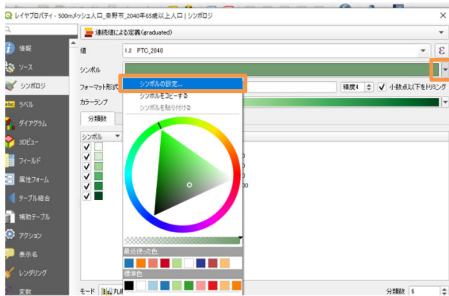 レイヤプロパティ - 500mメッシュ人口_秦野市_2040年65歳以上人口 | シンボロジ
連続値による定義(graduated)
情報
値
1.2 PTC_2040
ε
ソース
シンボル
シンボロジ
フォーマット形式
シンボルの設定...
精度4
小数点以下をトリミング
シンボルをコピーする
ラベル
カラーランプ
シンボルを貼り付ける
ダイアグラム
分類数
3Dビュー
シンボル
フィールド
属性フォーム
テーブル結合
補助テーブル
アクション
表示名
最近使った色
レンダリング
標準色
変数
モード
分類数 5